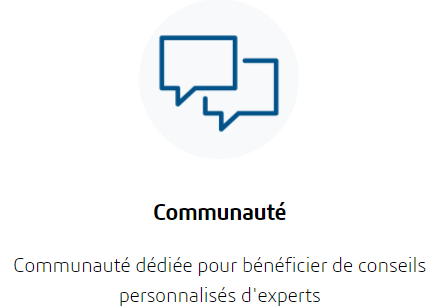 Communauté
Communauté dédiée pour bénéficier de conseils
personnalisés d'experts